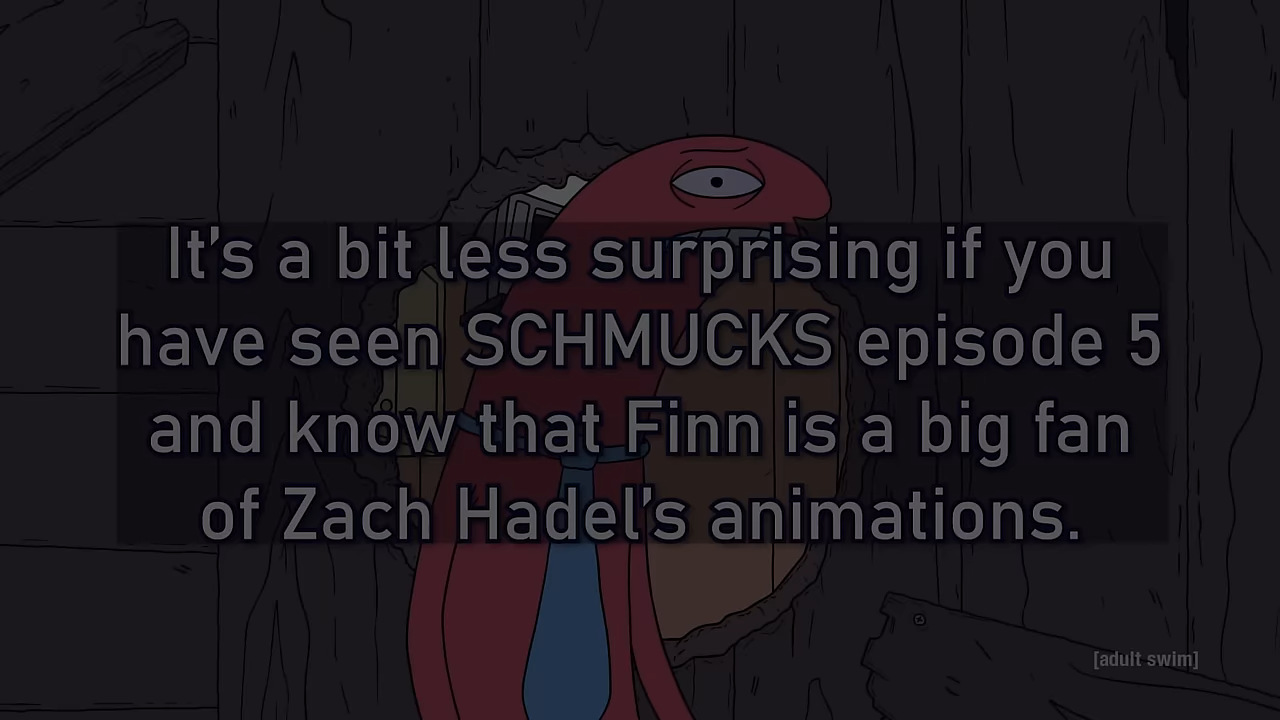 It's a bit less surprising if you
have seen SCHMUCKS episode 5
and know that Finn is a big fan
of Zach Hadel's animations.
[adult swim]